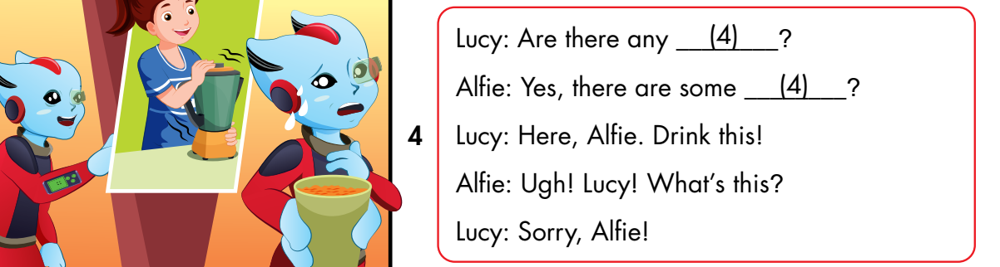 Lucy: Are there any ___(4)___?
Alfie: Yes, there are some ___(4)___?
4
Lucy: Here, Alfie. Drink this!
Alfie: Ugh! Lucy! What’s this?
Lucy: Sorry, Alfie!